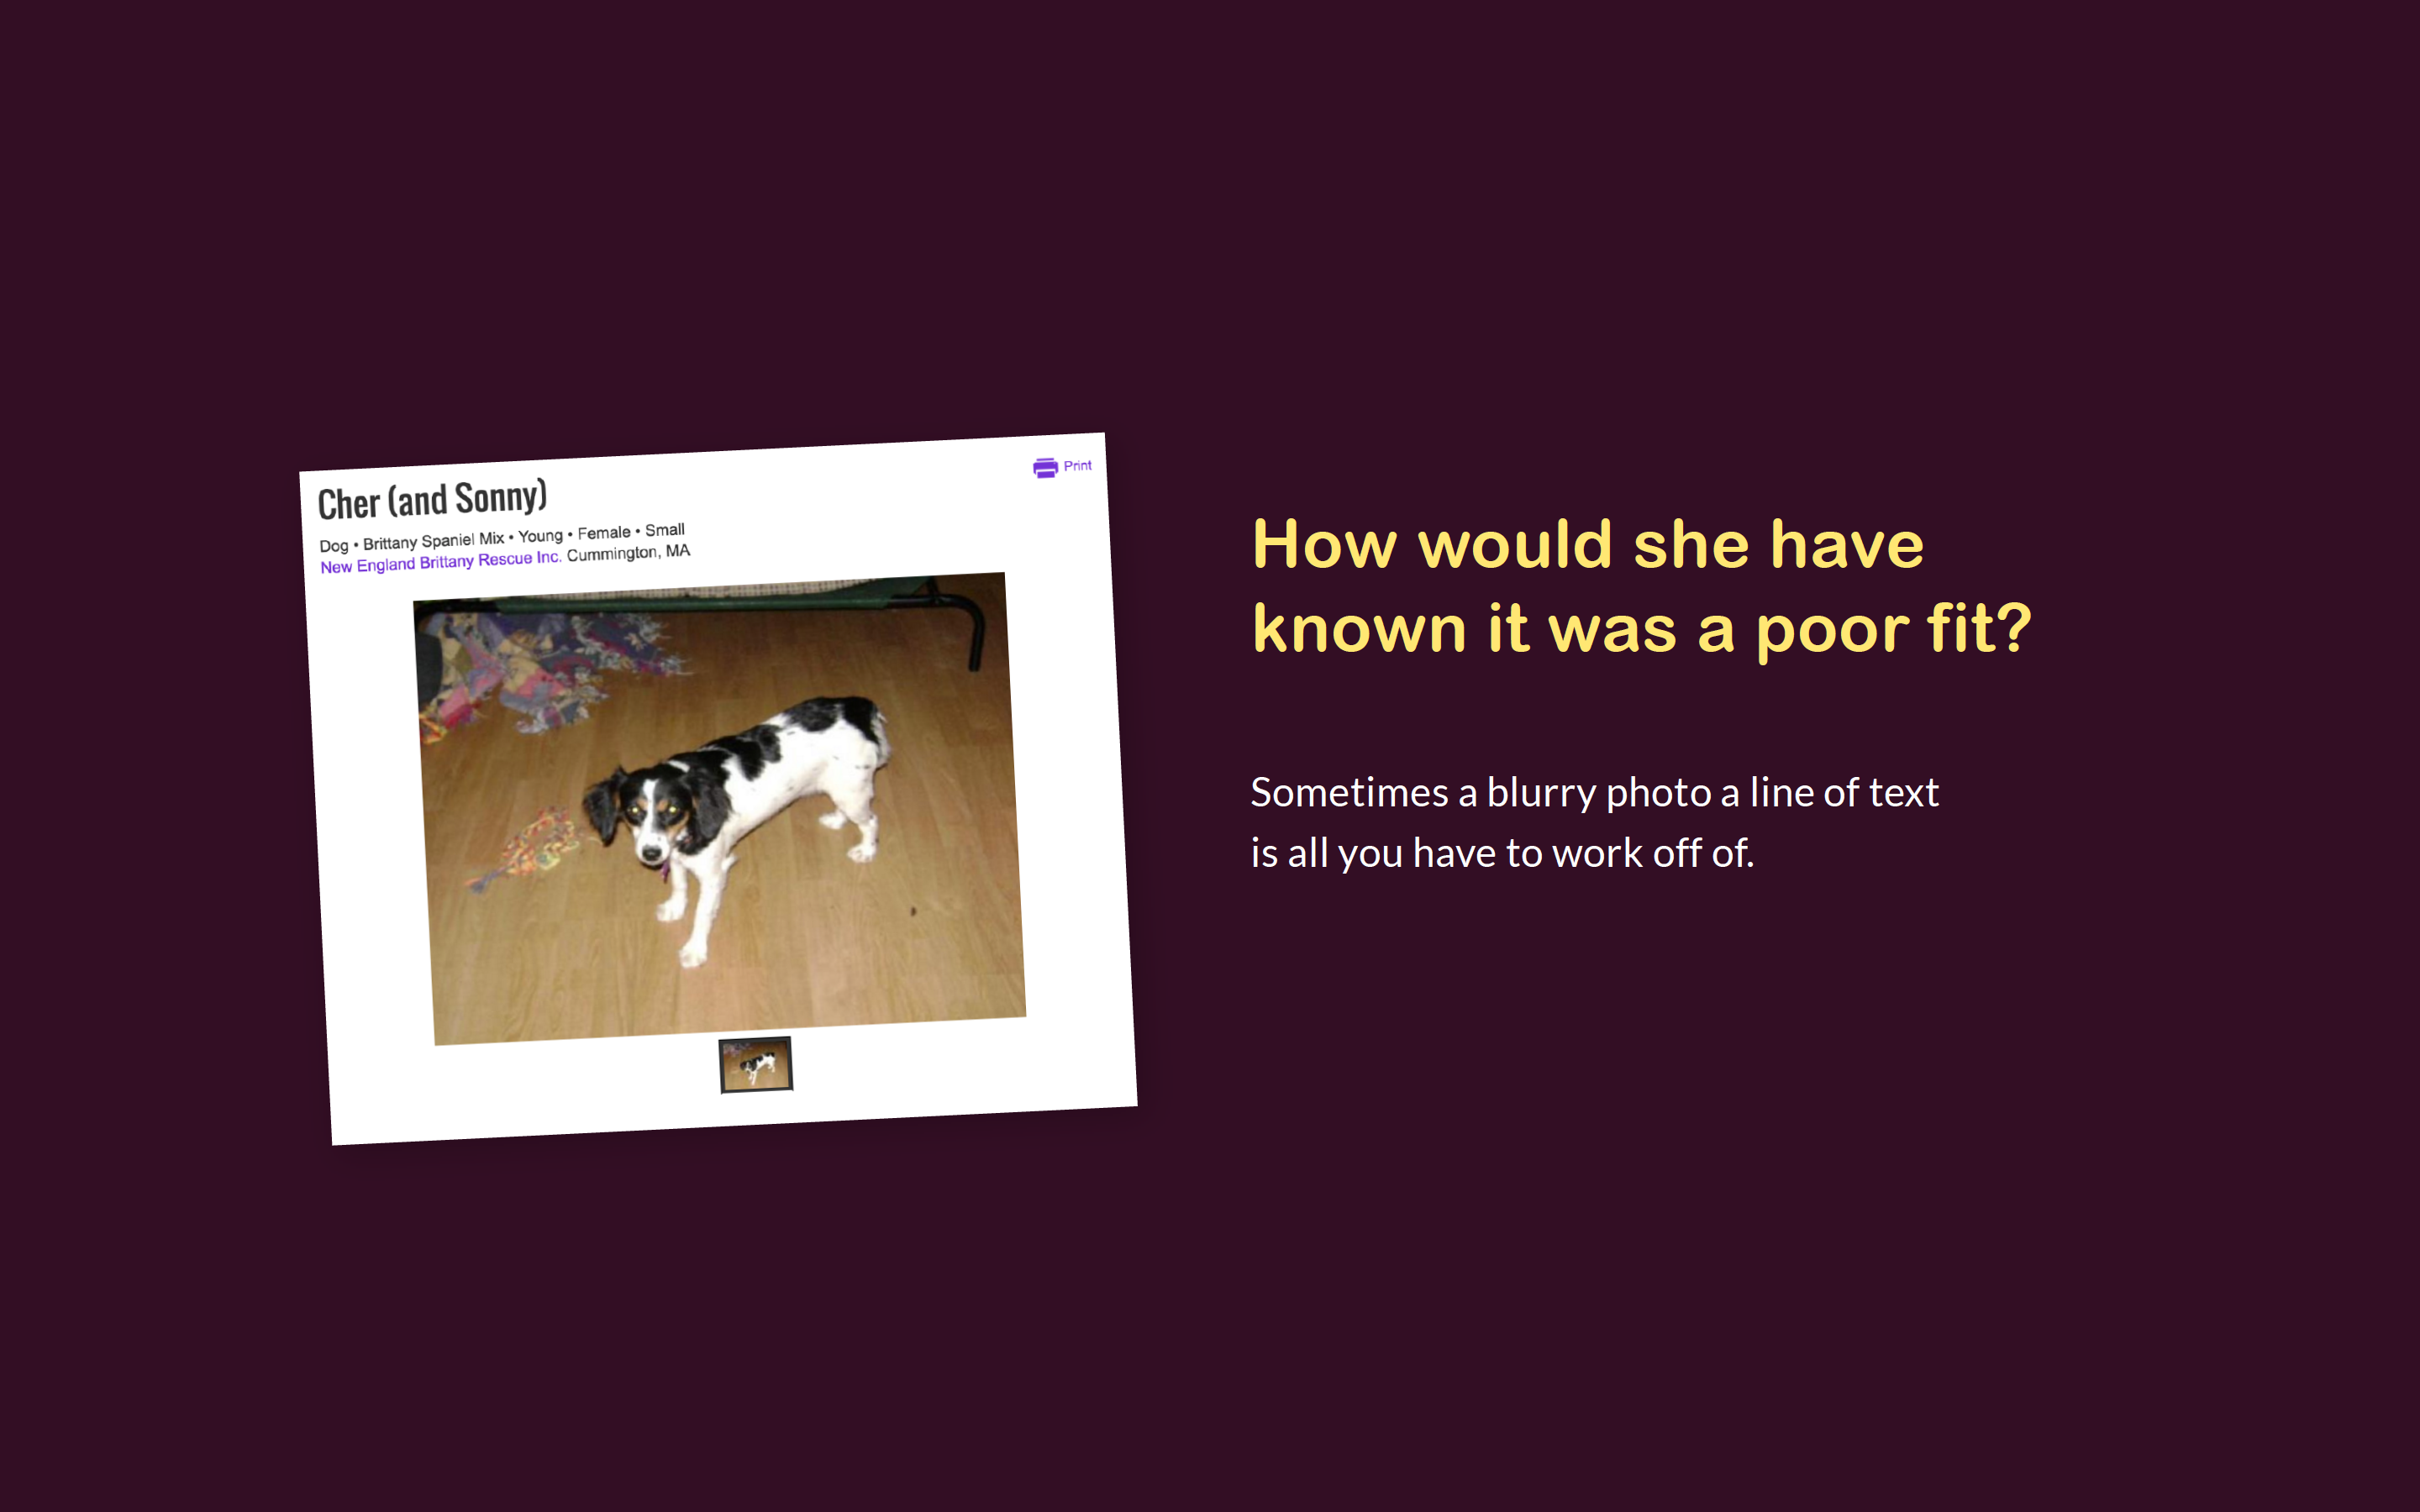 Cher (and Sonny)
Print
Dog • Brittany Spaniel Mix • Young • Female • Small
New England Brittany Rescue Inc. Cummington, MA
How would she have
known it was a poor fit?
Sometimes a blurry photo a line of text
is all you have to work off of.